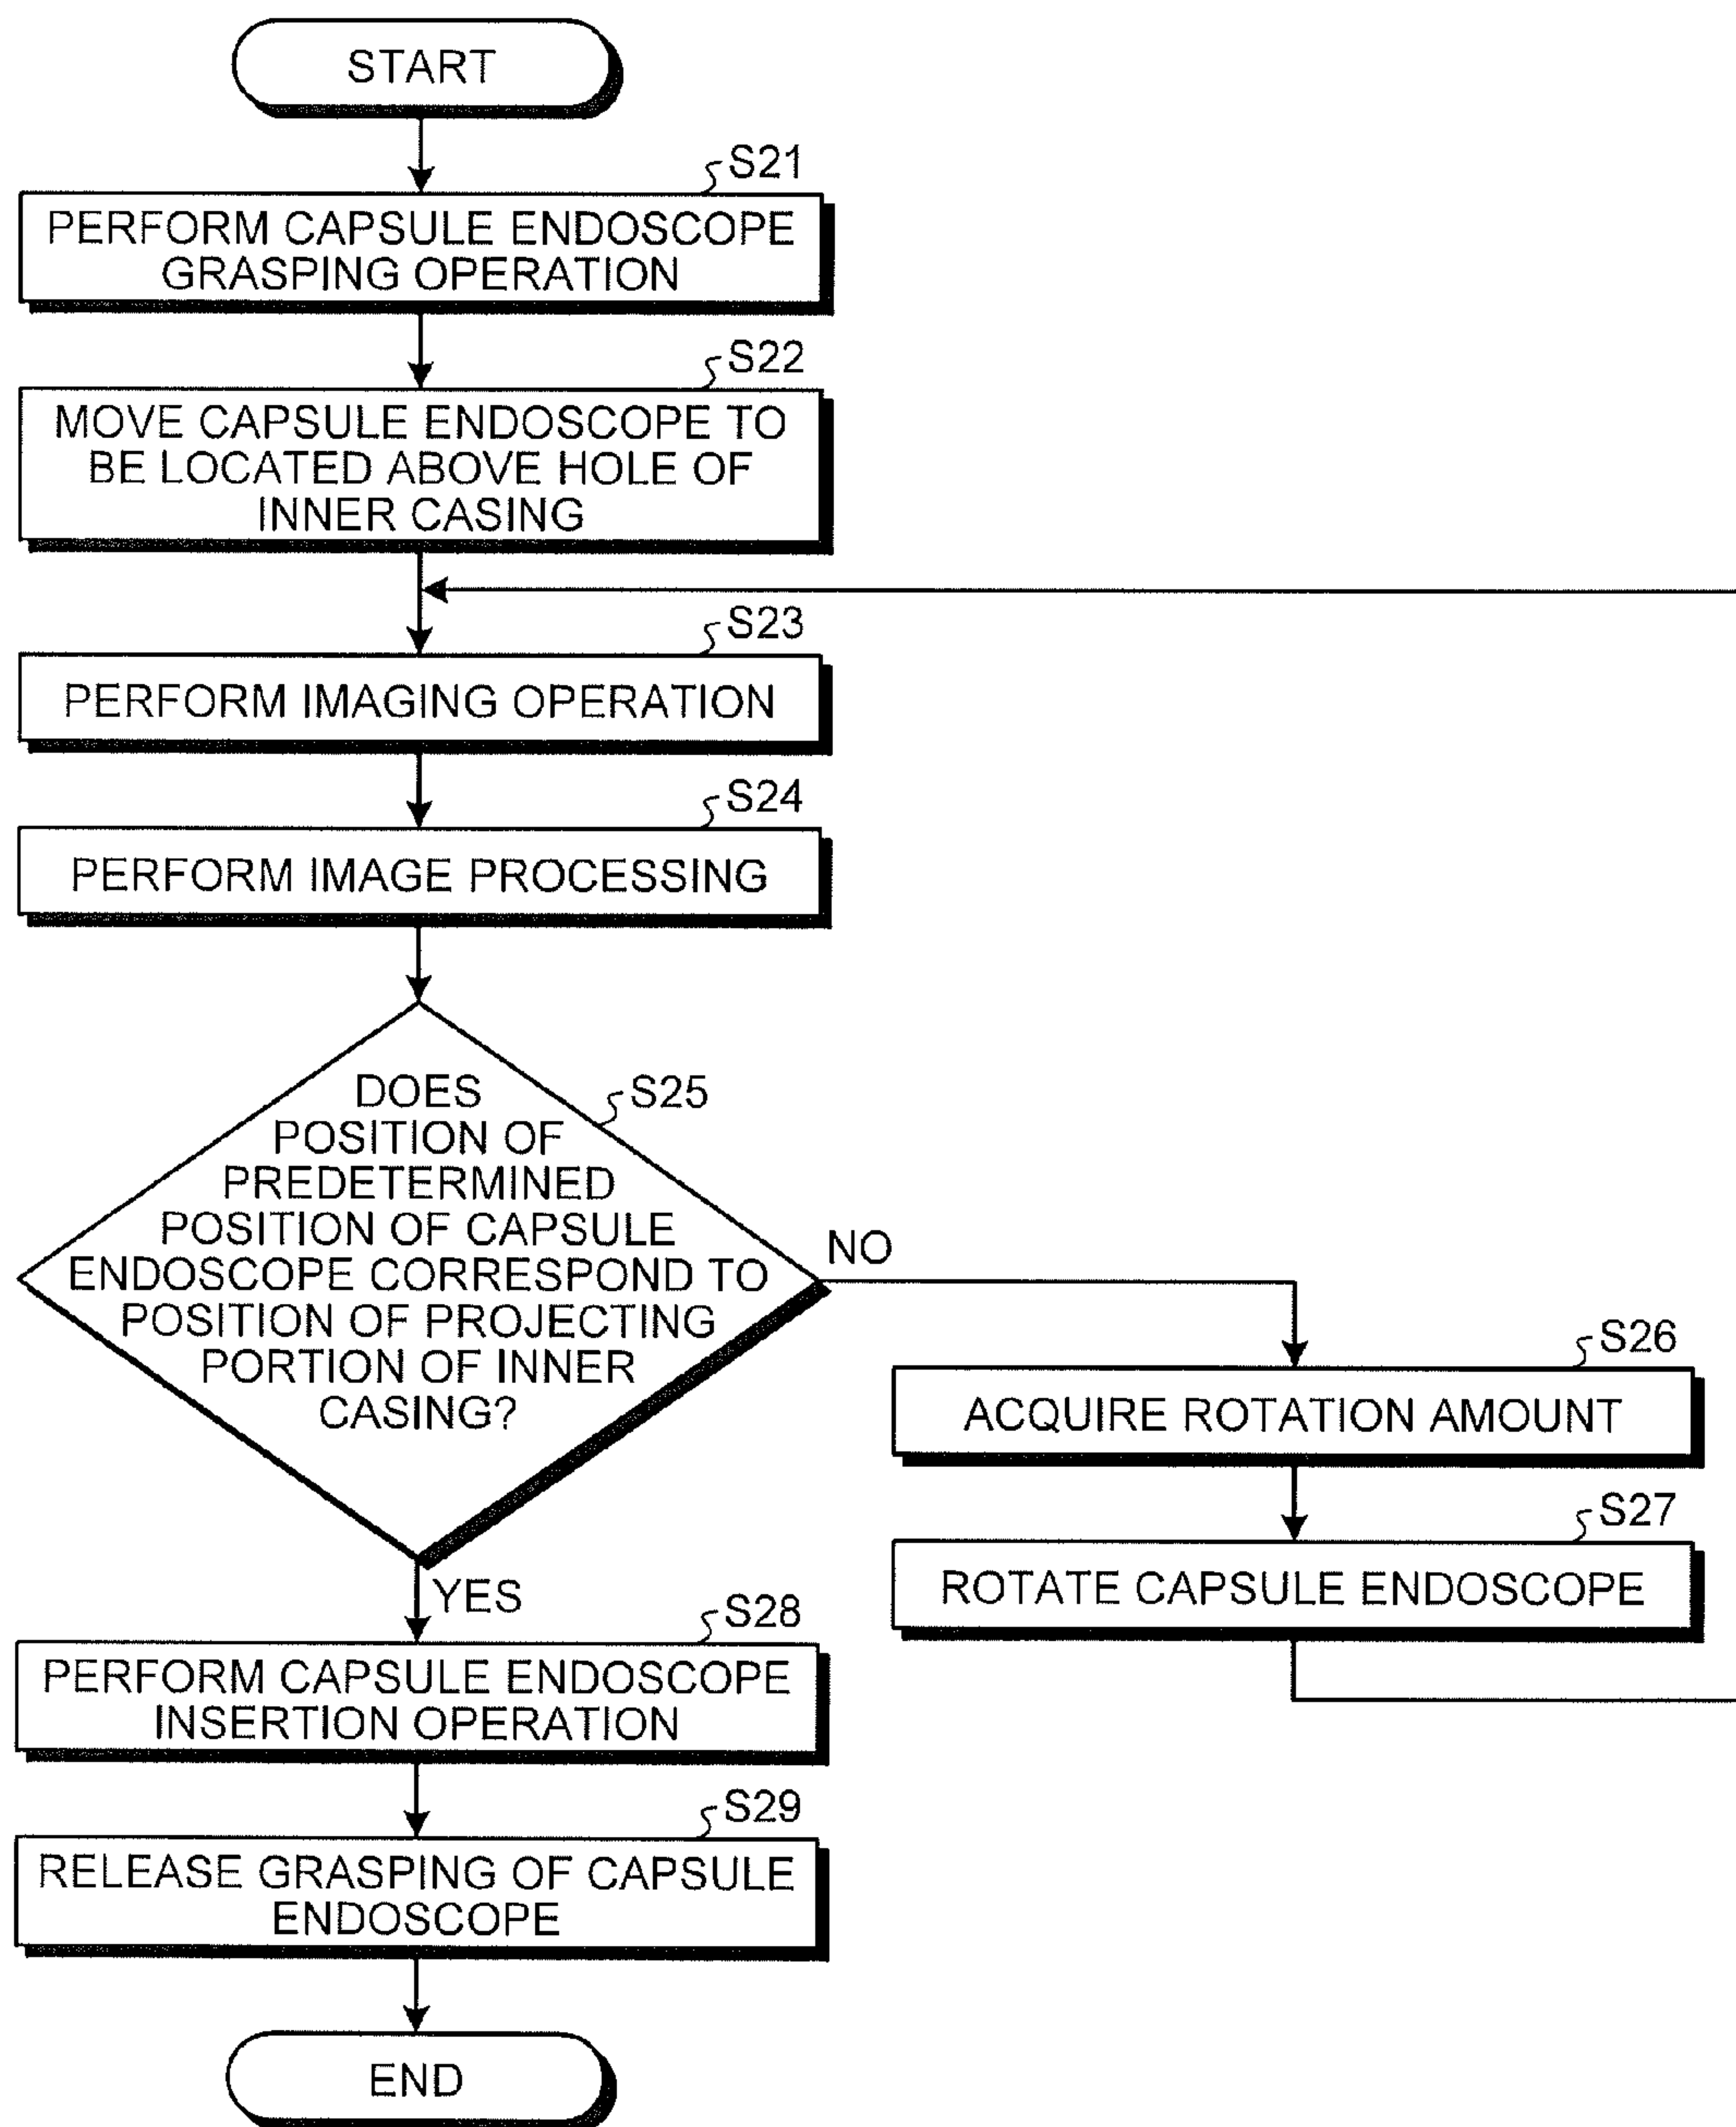 START
S21
PERFORM CAPSULE ENDOSCOPE
GRASPING OPERATION
S22
MOVE CAPSULE ENDOSCOPE TO
BE LOCATED ABOVE HOLE OF
INNER CASING
S23
PERFORM IMAGING OPERATION
S24
PERFORM IMAGE PROCESSING
S25
DOES
POSITION OF
PREDETERMINED
POSITION OF CAPSULE
ENDOSCOPE CORRESPOND TO
POSITION OF PROJECTING
PORTION OF INNER
CASING?
NO
S26
ACQUIRE ROTATION AMOUNT
S27
ROTATE CAPSULE ENDOSCOPE
YES
S28
PERFORM CAPSULE ENDOSCOPE
INSERTION OPERATION
S29
RELEASE GRASPING OF CAPSULE
ENDOSCOPE
END